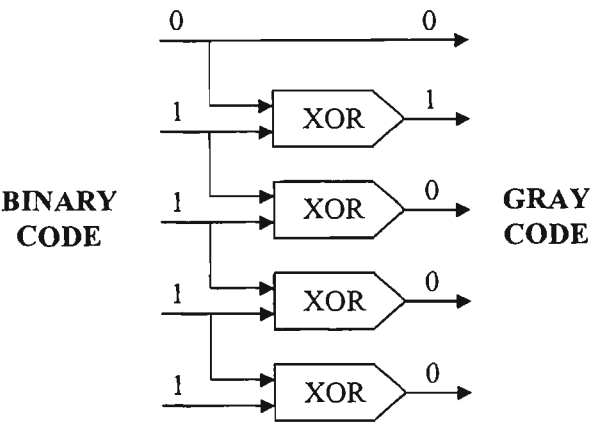 0 0
1 XOR 1
BINARY CODE
1 XOR 0
GRAY CODE
1 XOR 0
1 XOR 0